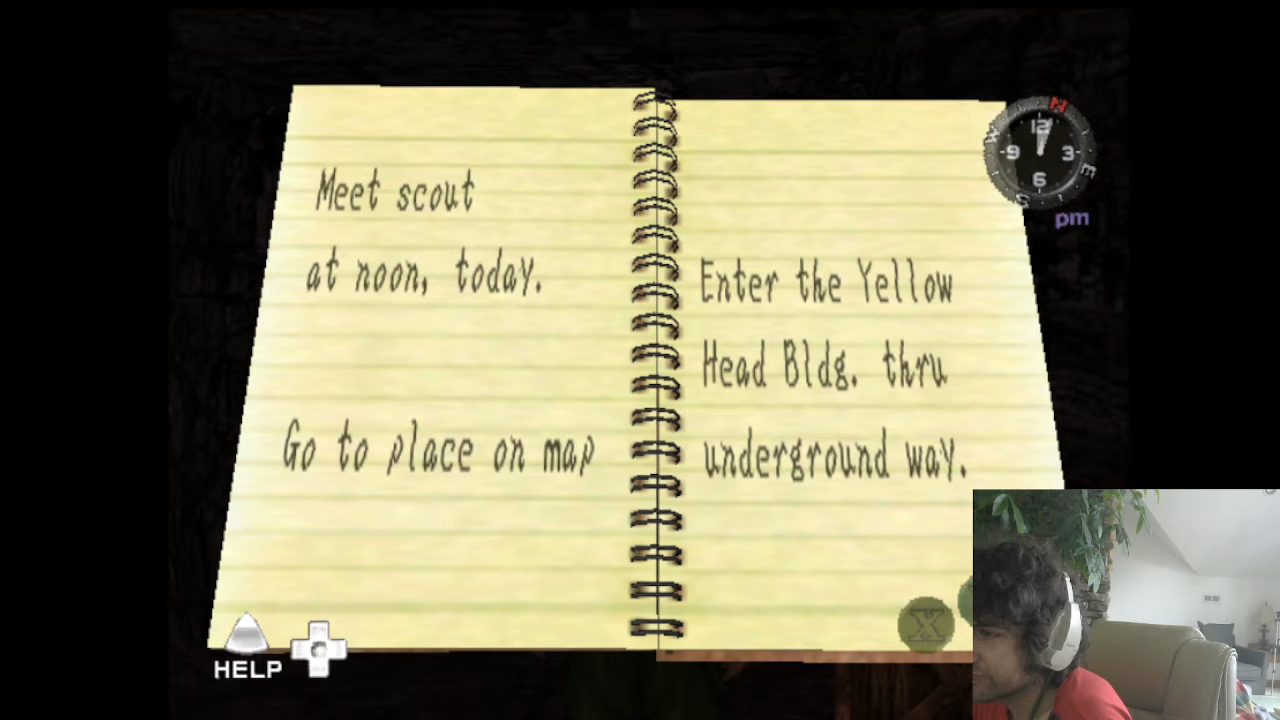 Meet scout
at noon, today.
Go to place on map
Enter the Yellow
Head Bldg. thru
underground way.
N
12
W
9
3
E
6
S
pm
X
HELP